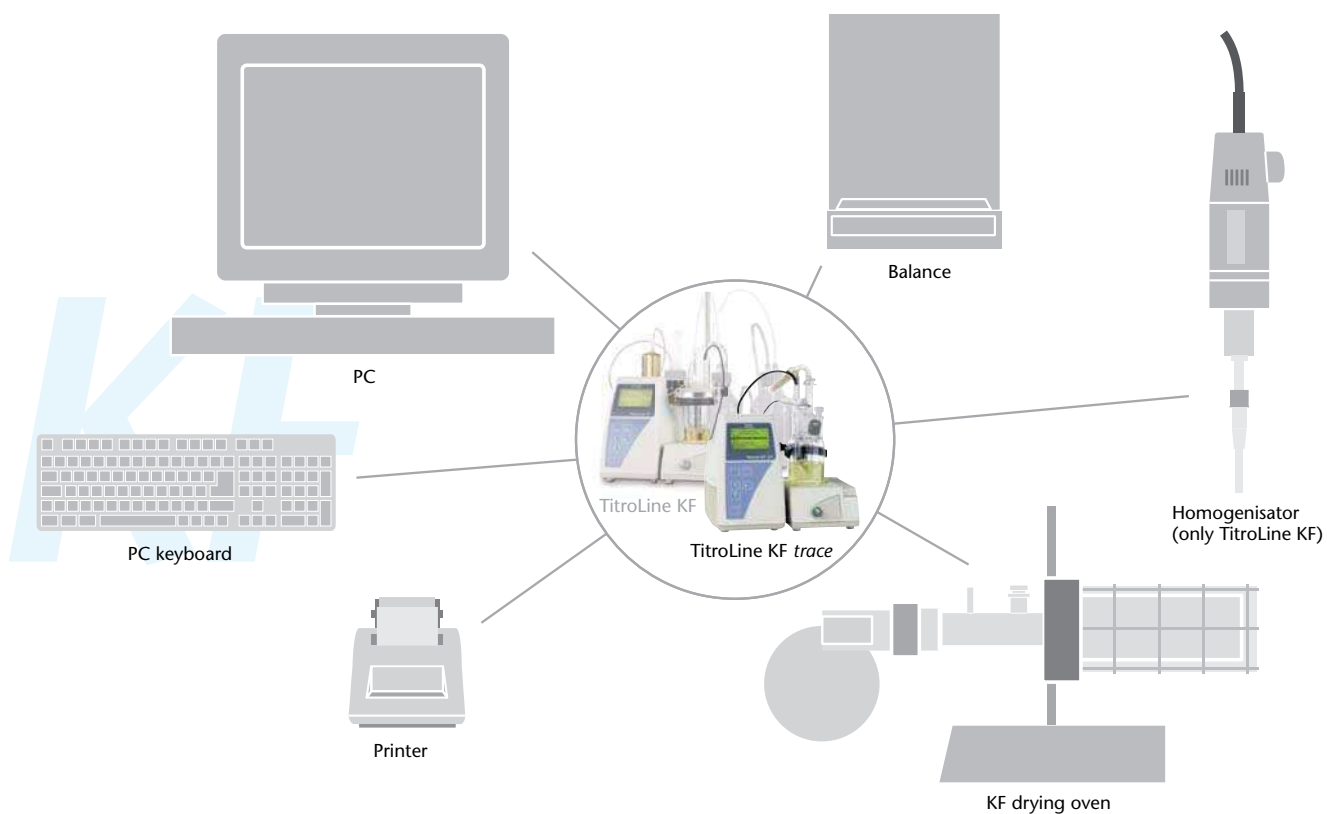 KF
PC
Balance
Homogenisator
(only TitroLine KF)
TitroLine KF
TitroLine KF trace
PC keyboard
Printer
KF drying oven